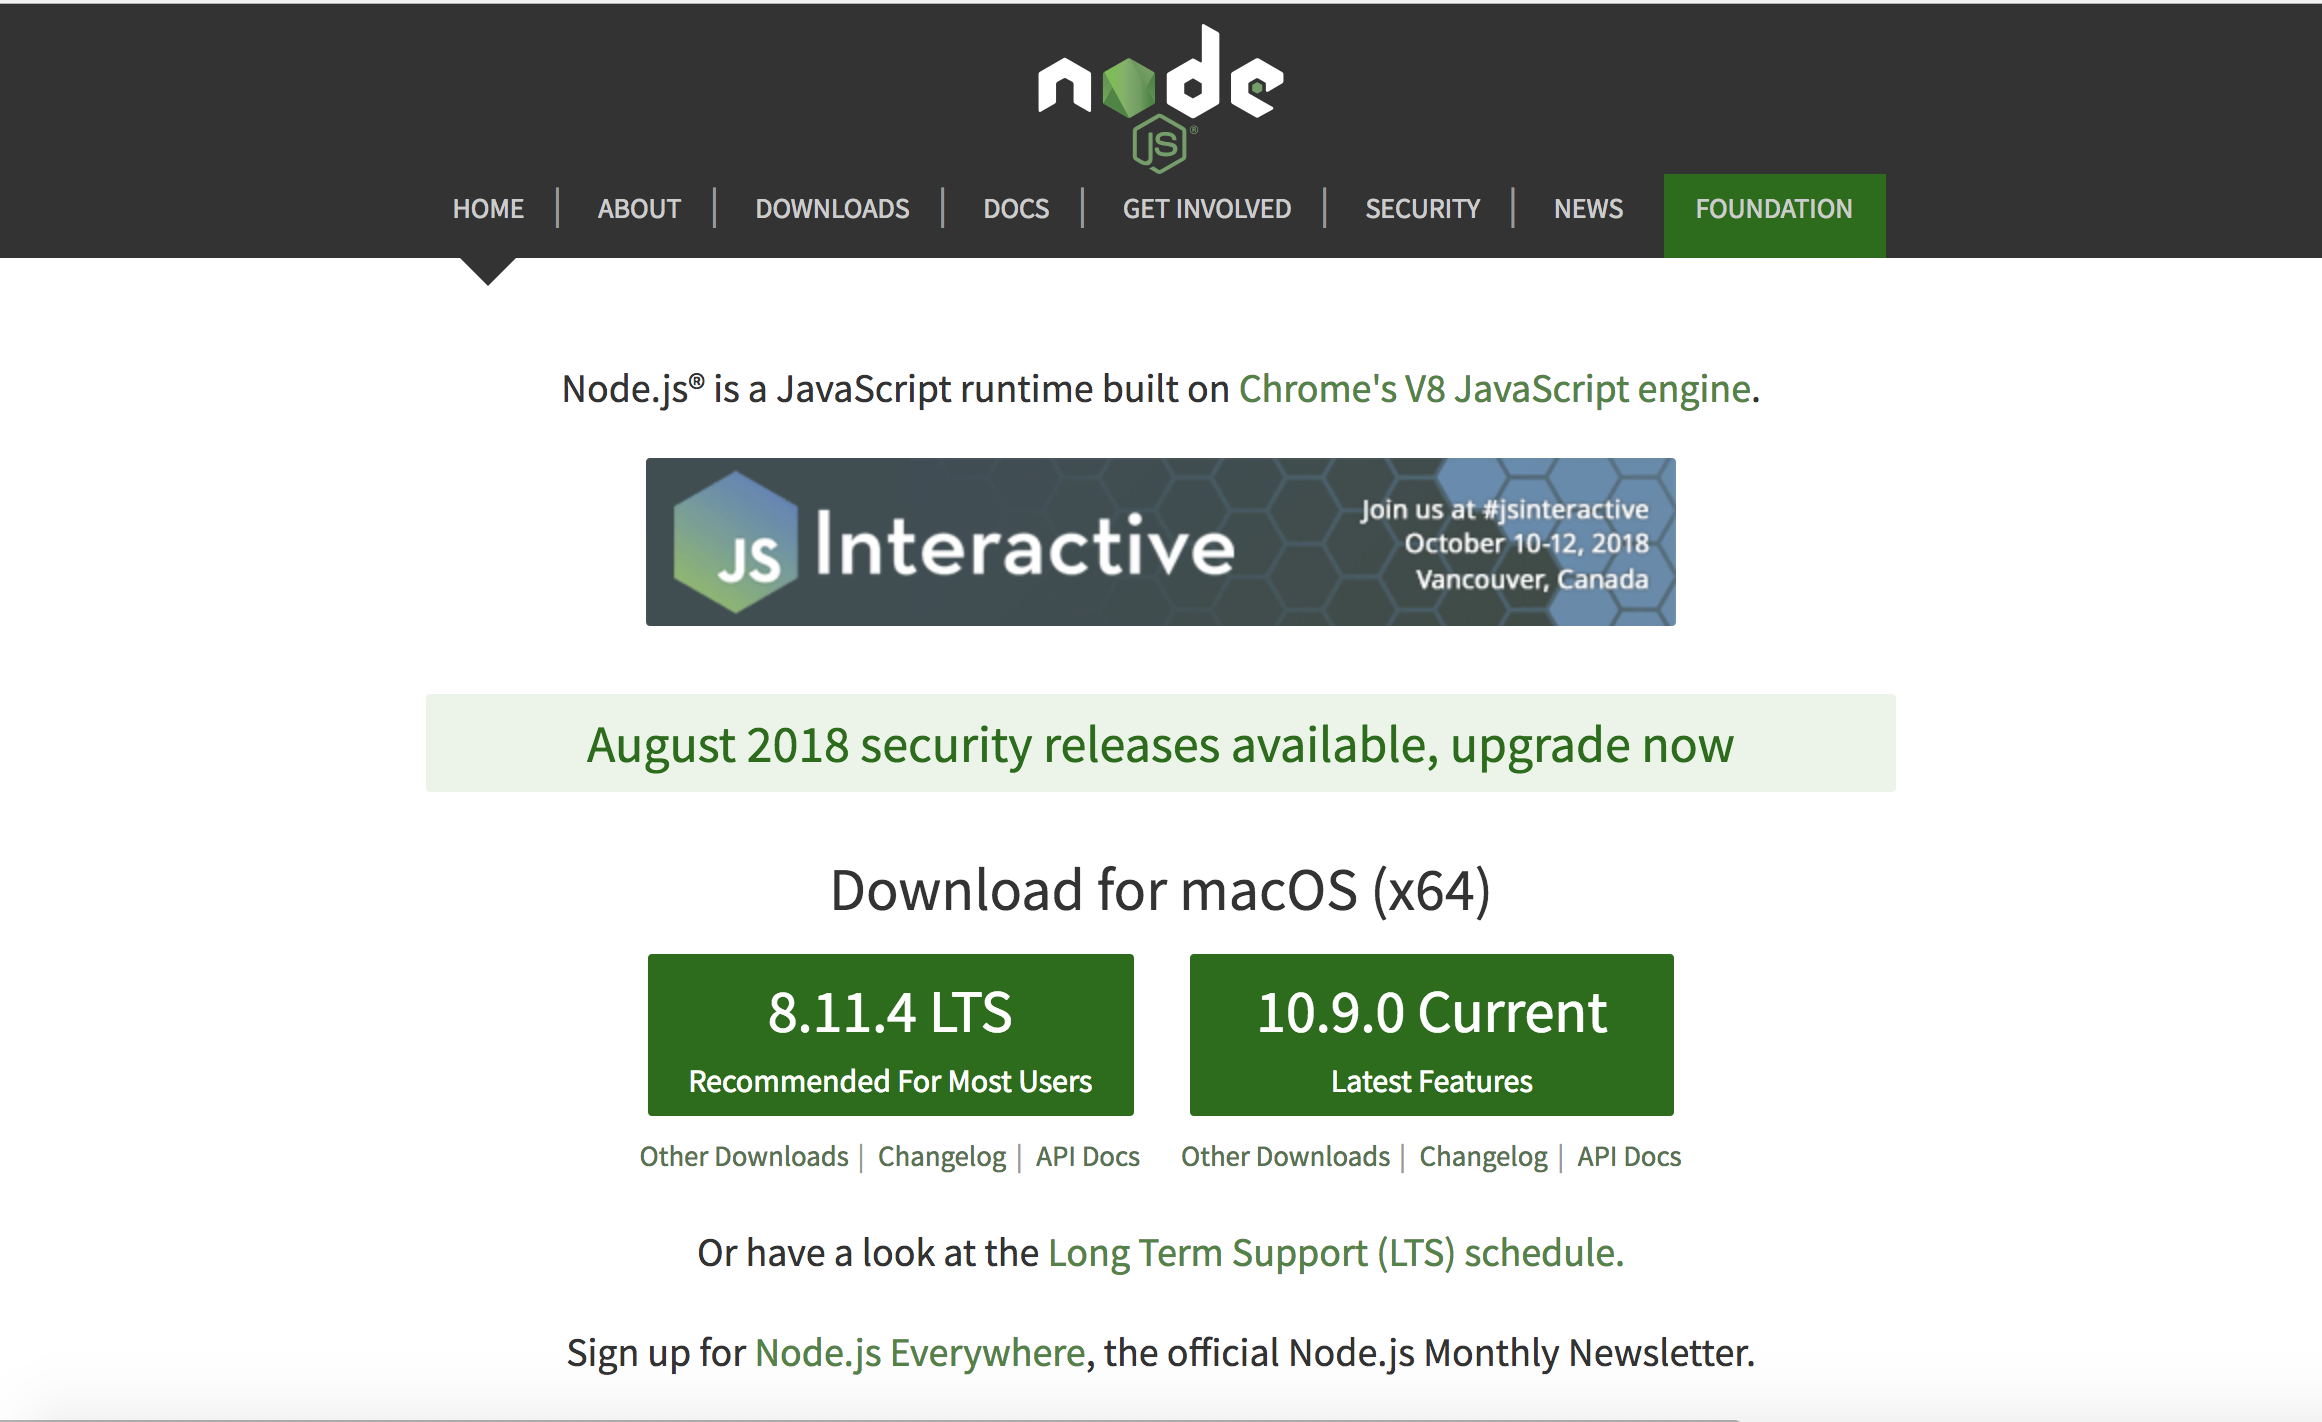 node
JS®
HOME | ABOUT | DOWNLOADS | DOCS | GET INVOLVED | SECURITY | NEWS FOUNDATION
Node.js® is a JavaScript runtime built on Chrome's V8 JavaScript engine.
JS Interactive
Join us at #jsinteractive
October 10-12, 2018
Vancouver, Canada
August 2018 security releases available, upgrade now
Download for macOS (x64)
8.11.4 LTS
Recommended For Most Users
Other Downloads | Changelog | API Docs
10.9.0 Current
Latest Features
Other Downloads | Changelog | API Docs
Or have a look at the Long Term Support (LTS) schedule.
Sign up for Node.js Everywhere, the official Node.js Monthly Newsletter.